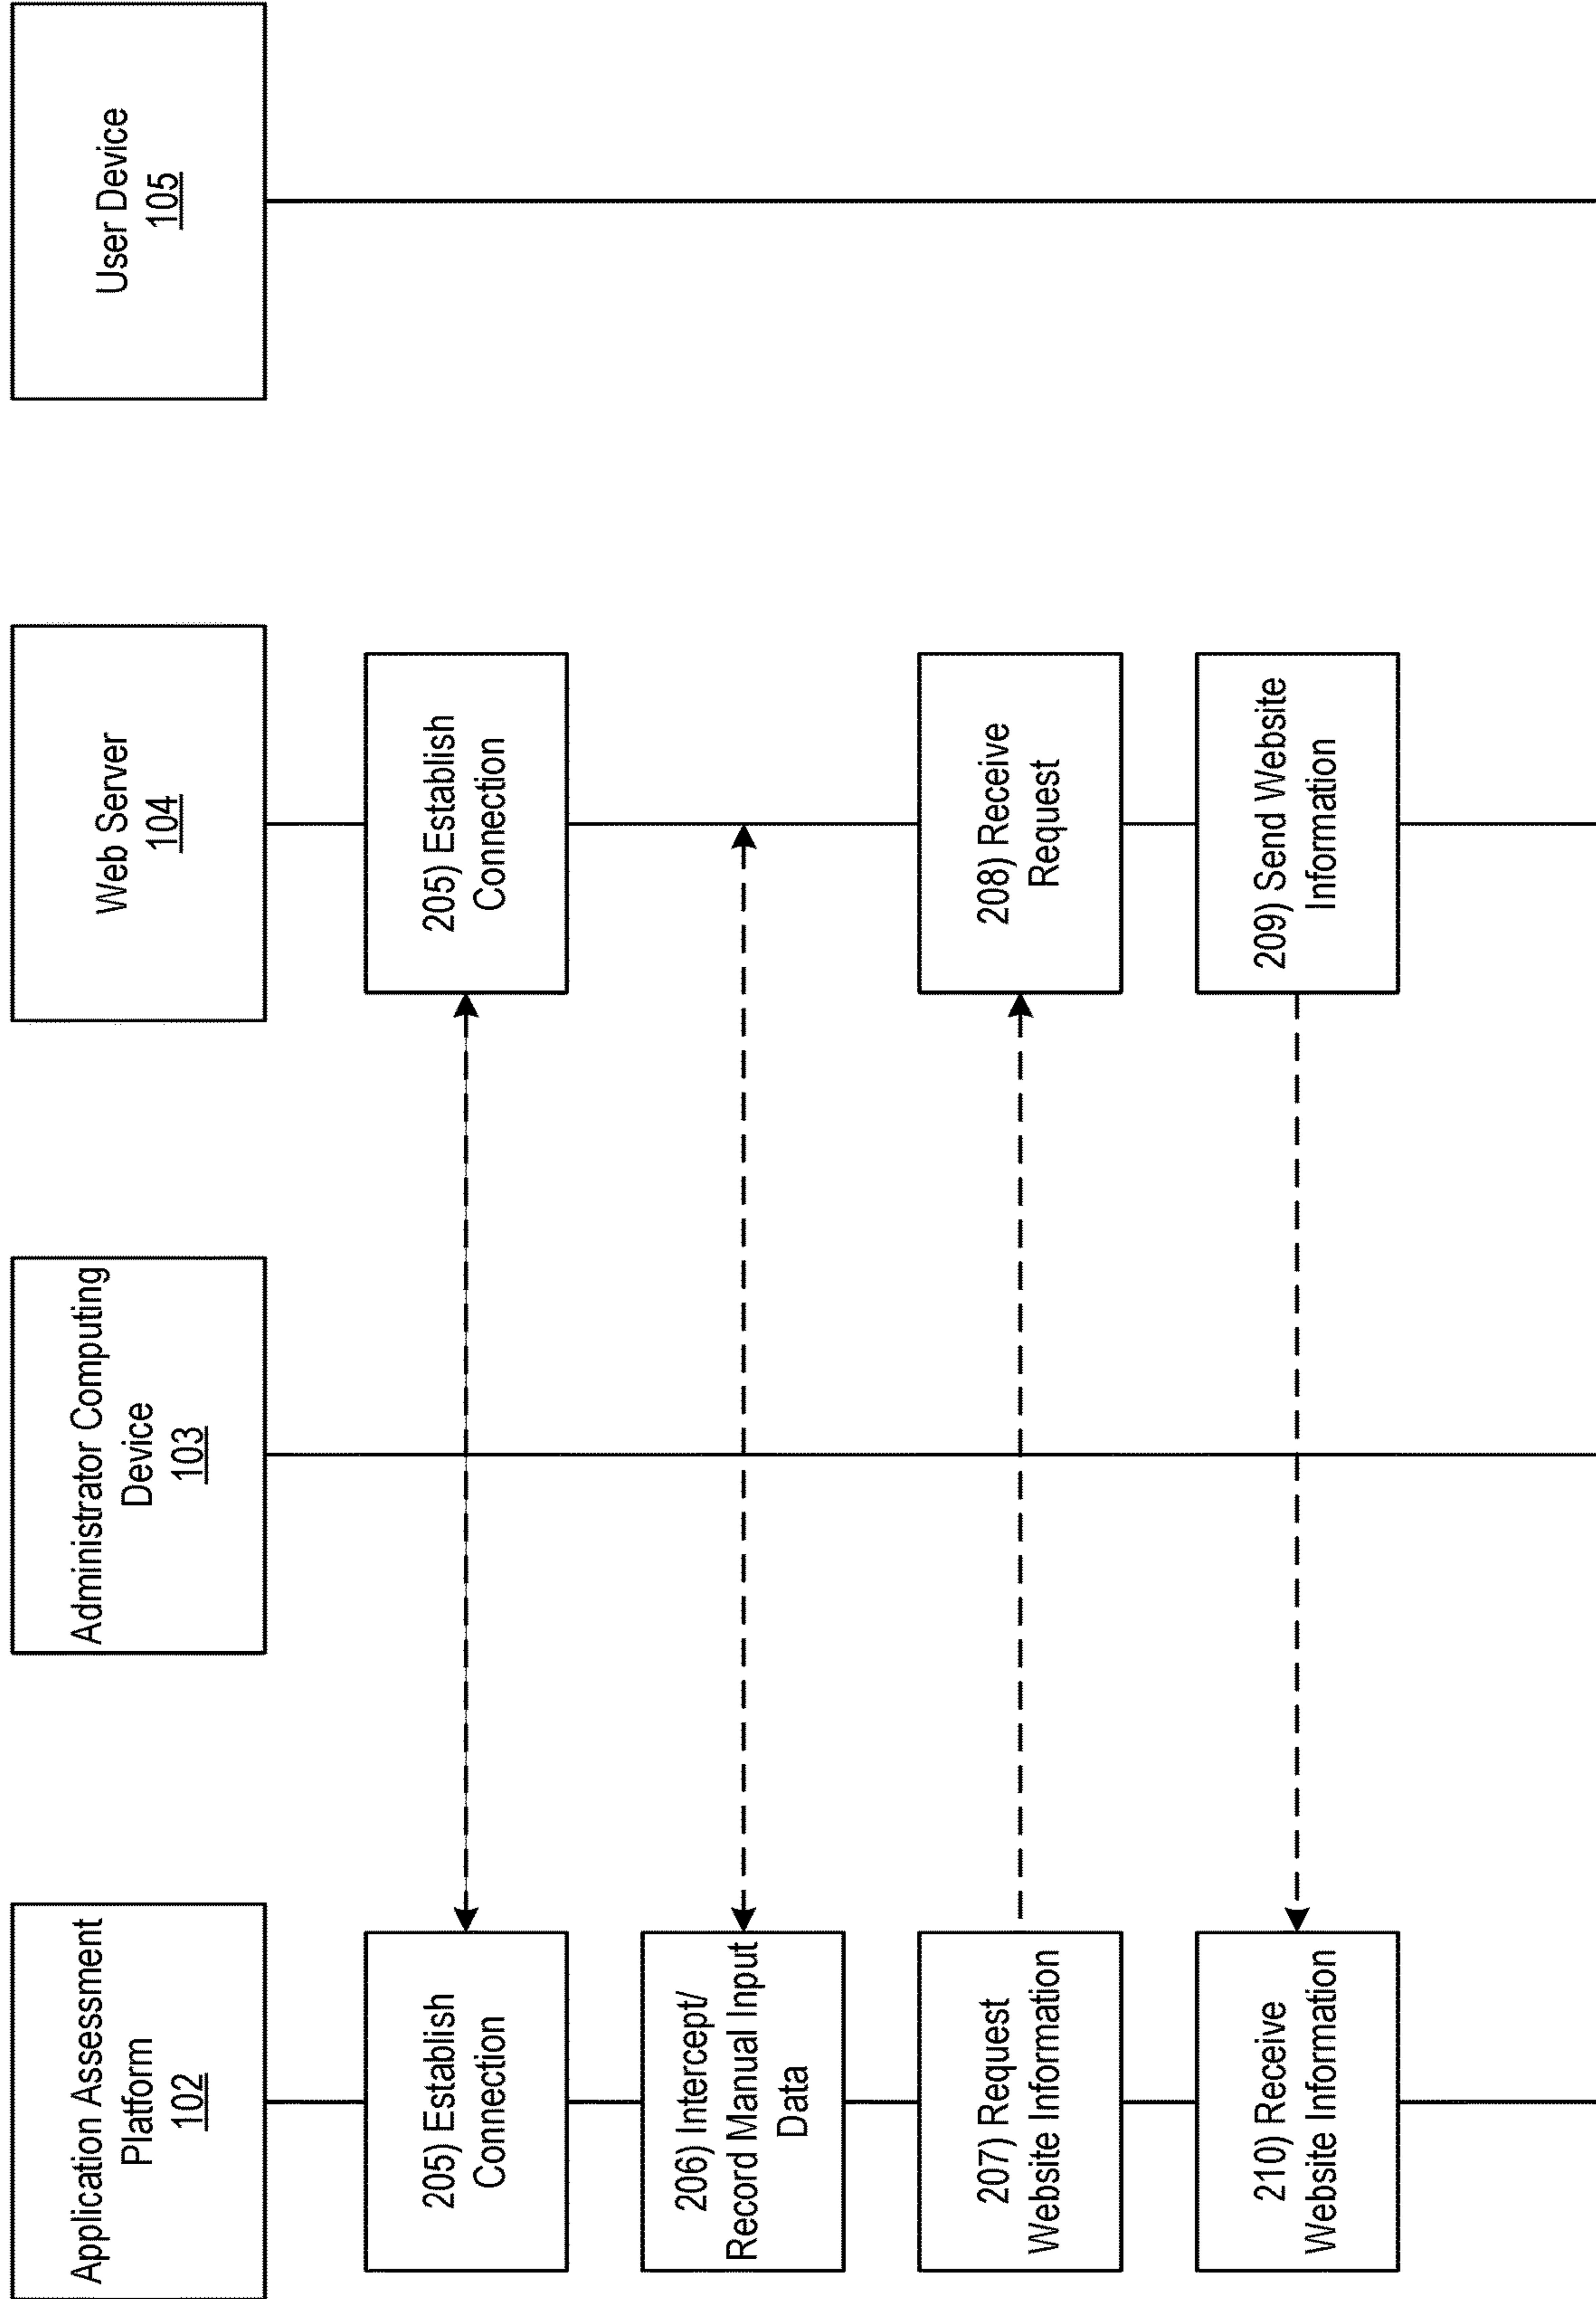 Application Assessment
Platform
102
Administrator Computing
Device
103
Web Server
104
User Device
105
205) Establish
Connection
205) Establish
Connection
206) Intercept/
Record Manual Input
Data
207) Request
Website Information
208) Receive
Request
210) Receive
Website Information
209) Send Website
Information